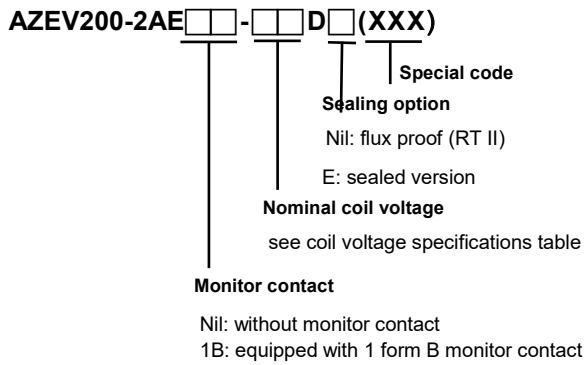 AZEV200-2AE□□-□□D□(XXX)
Special code
Sealing option
Nil: flux proof (RT II)
E: sealed version
Nominal coil voltage
see coil voltage specifications table
Monitor contact
Nil: without monitor contact
1B: equipped with 1 form B monitor contact